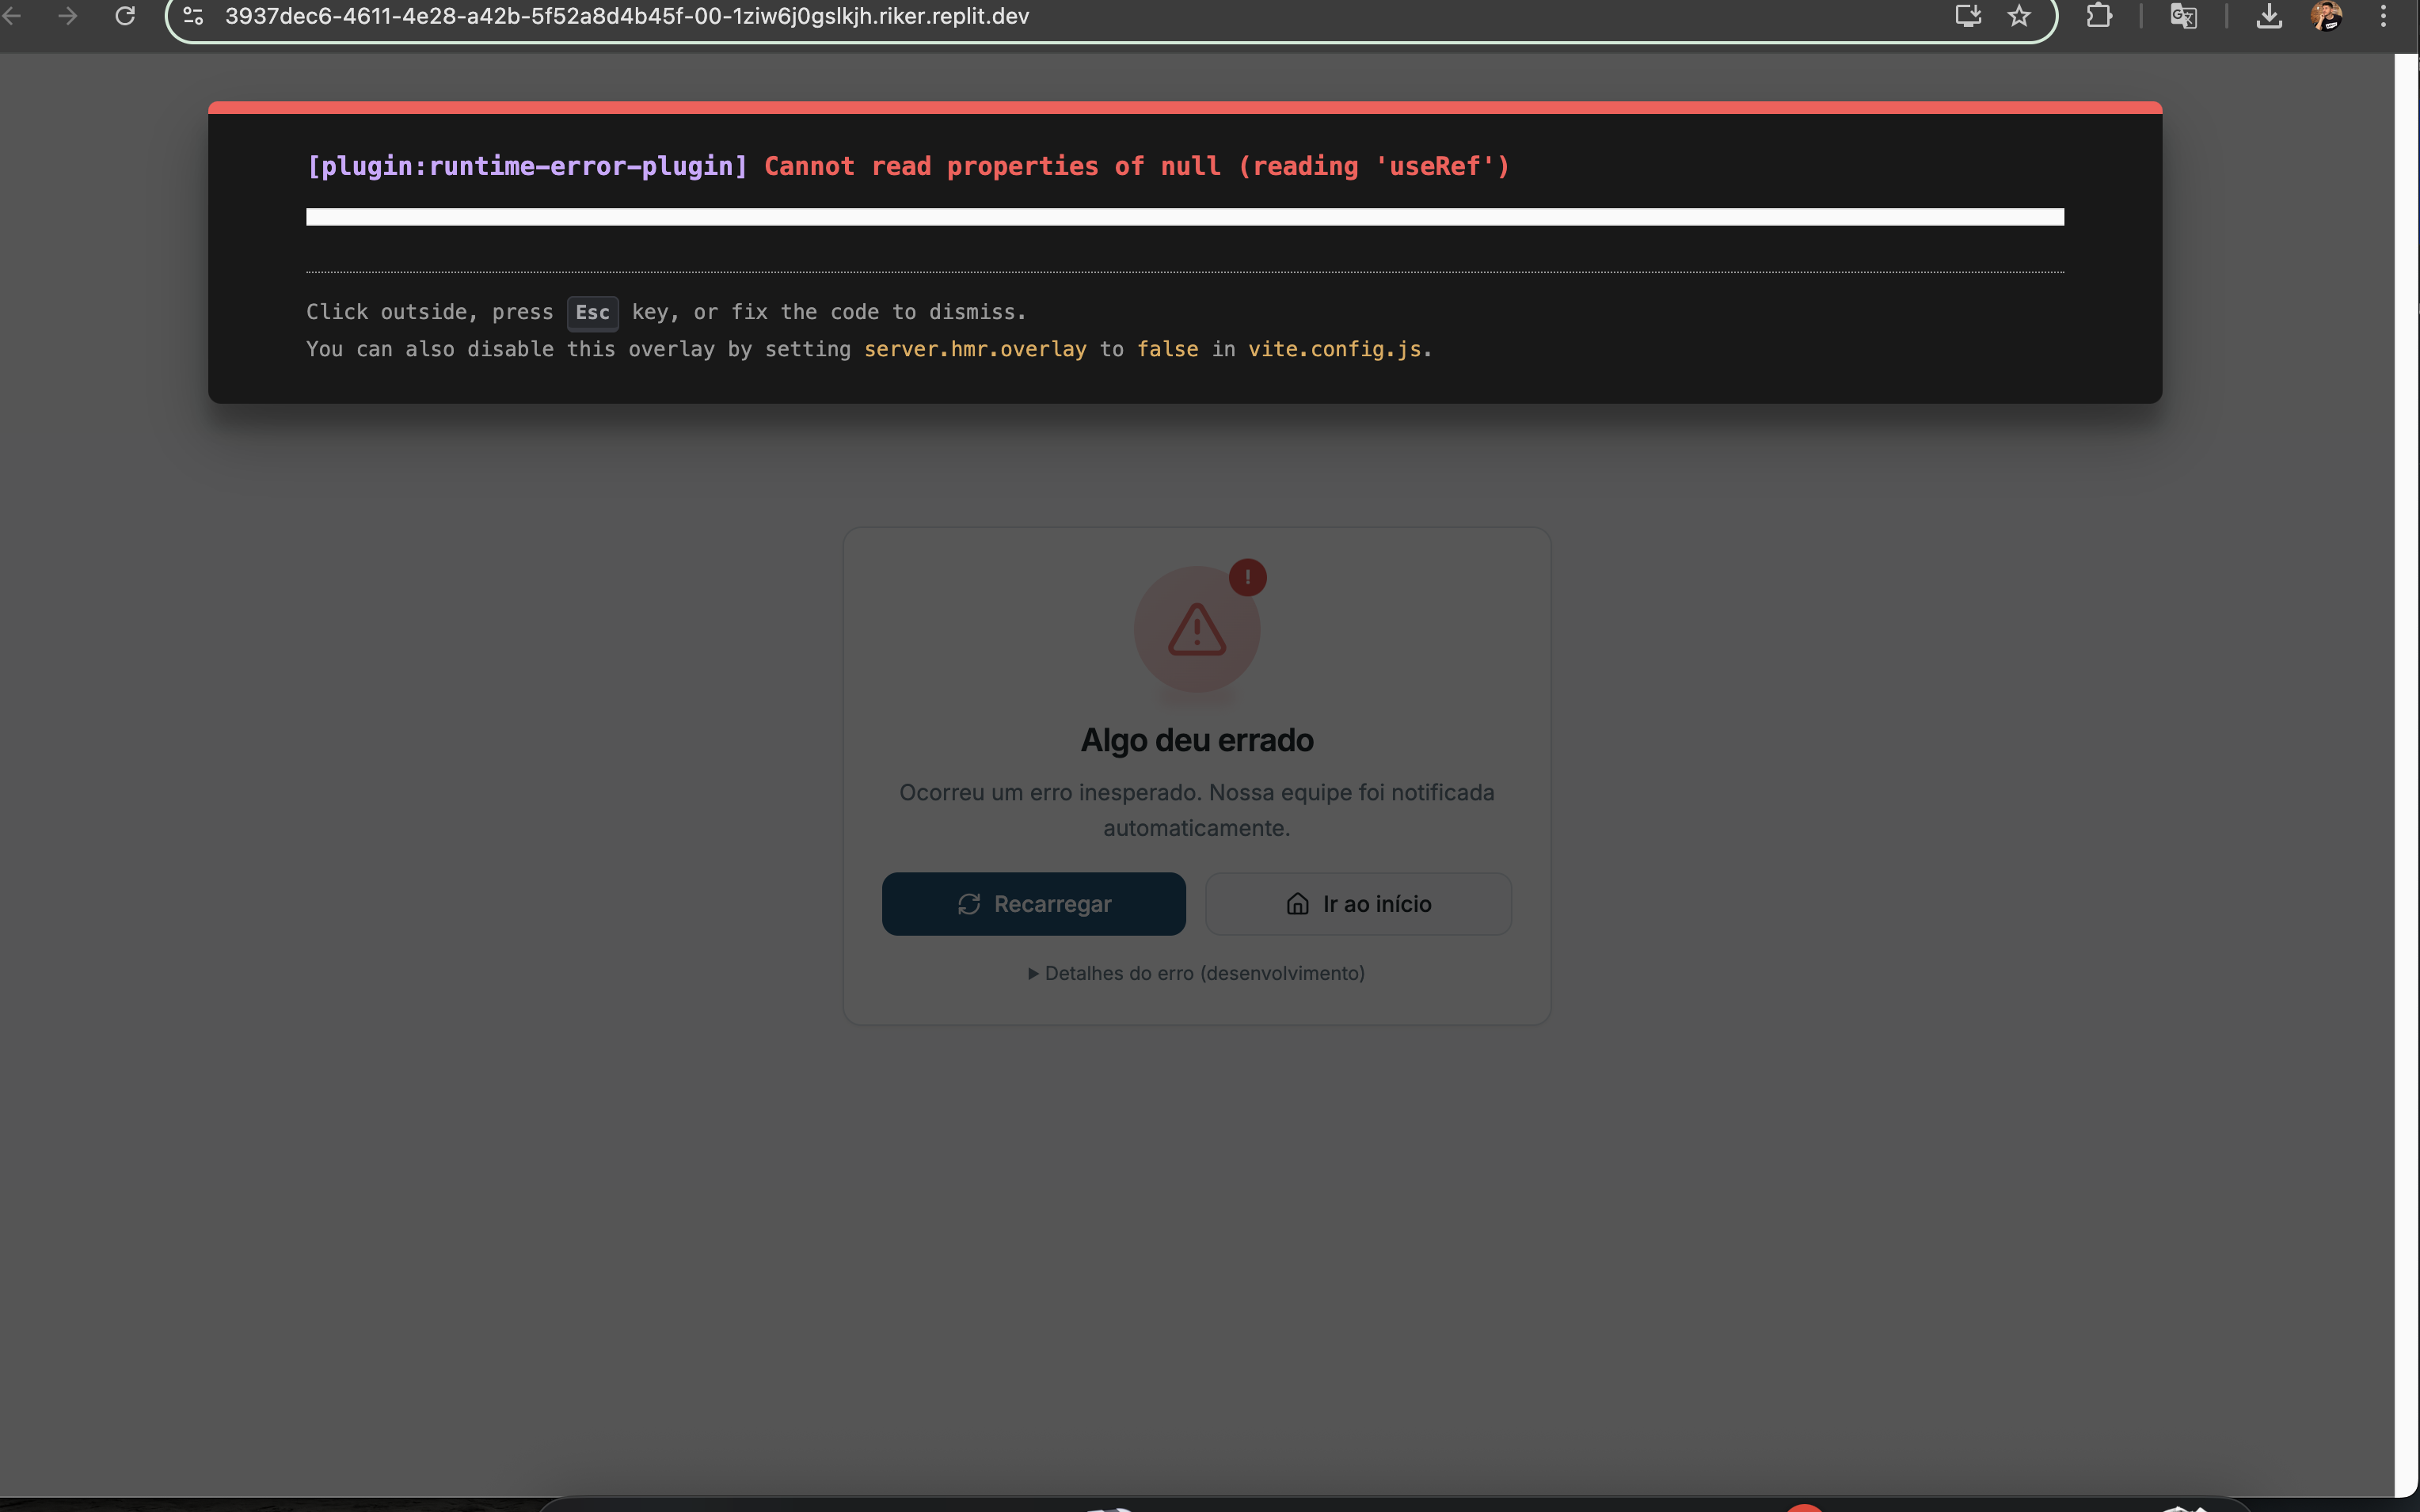 3937dec6-4611-4e28-a42b-5f52a8d4b45f-00-1ziw6j0gslkjh.riker.replit.dev
[plugin:runtime-error-plugin] Cannot read properties of null (reading 'useRef')
Click outside, press Esc key, or fix the code to dismiss.
You can also disable this overlay by setting server.hmr.overlay to false in vite.config.js.
!
Algo deu errado
Ocorreu um erro inesperado. Nossa equipe foi notificada
automaticamente.
Recarregar
Ir ao início
Detalhes do erro (desenvolvimento)